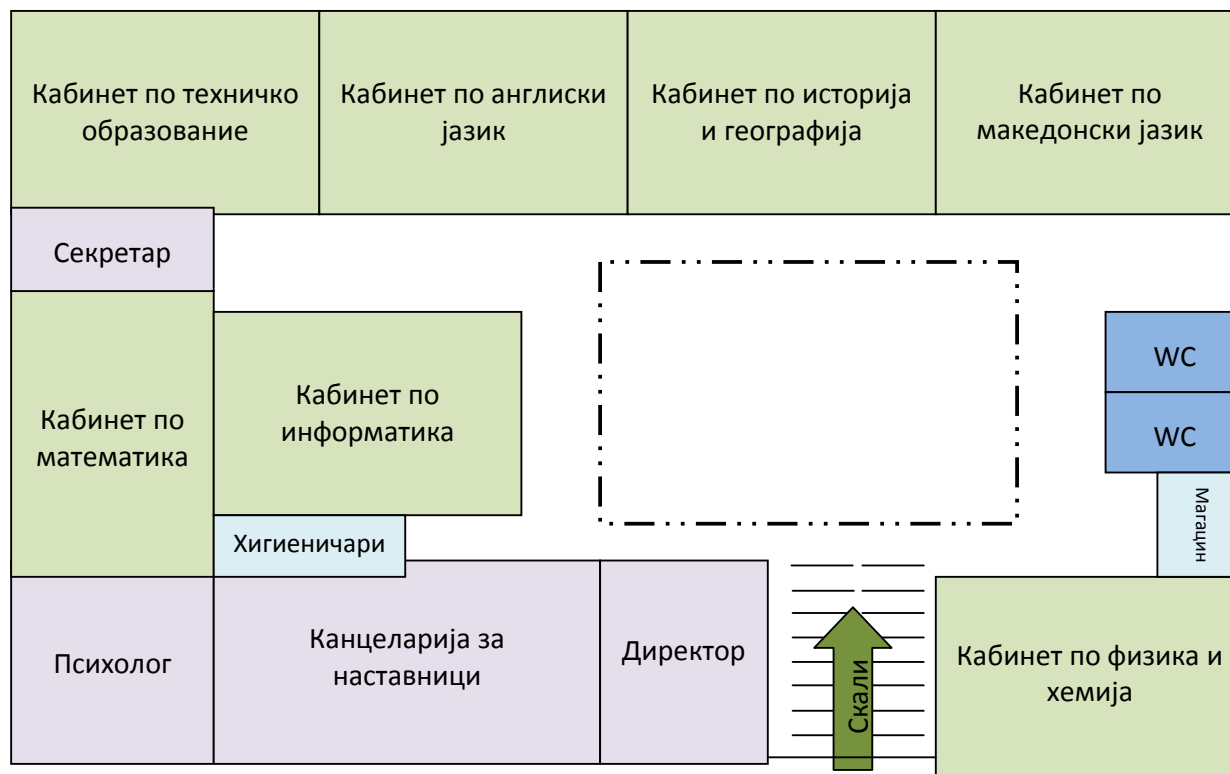 Кабинет по техничко
образование
Кабинет по англиски
јазик
Кабинет по историја
и географија
Кабинет по
македонски јазик
Секретар
Кабинет по
математика
Кабинет по
информатика
WC
WC
Магацин
Хигиеничари
Психолог
Канцеларија за
наставници
Директор
Скали
Кабинет по физика и
хемија